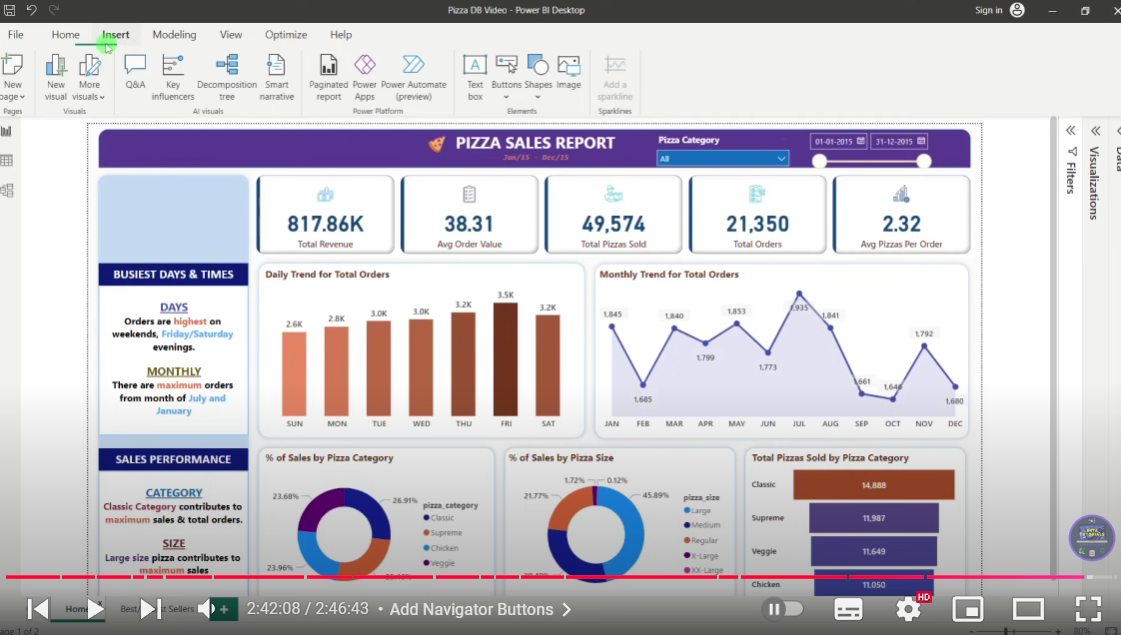 Pizza DB Video - Power BI Desktop
Sign in
File Home Insert Modeling View Optimize Help
New page
New visual
More visuals
Q&A
Key influencers
Decomposition tree
Smart narrative
Paginated report
Power Apps
Power Automate (preview)
Text box
Buttons
Shapes
Image
Add a sparkline
Pages
Visuals
AI visuals
Power Platform
Elements
Sparklines
PIZZA SALES REPORT
Jan/15 - Dec/15
Pizza Category
All
01-01-2015
31-12-2015
Filters
Visualizations
Data
817.86K
Total Revenue
38.31
Avg Order Value
49,574
Total Pizzas Sold
21,350
Total Orders
2.32
Avg Pizzas Per Order
BUSIEST DAYS & TIMES
DAYS
Orders are highest on
weekends, Friday/Saturday
evenings.
MONTHLY
There are maximum orders
from month of July and
January
Daily Trend for Total Orders
2.6K 2.8K 3.0K 3.0K 3.2K 3.5K 3.2K
SUN MON TUE WED THU FRI SAT
Monthly Trend for Total Orders
1,845 1,685 1,840 1,799 1,853 1,773 1,935 1,841 1,661 1,646 1,792 1,680
JAN FEB MAR APR MAY JUN JUL AUG SEP OCT NOV DEC
SALES PERFORMANCE
CATEGORY
Classic Category contributes to
maximum sales & total orders.
SIZE
Large size pizza contributes to
maximum sales
% of Sales by Pizza Category
23.68%
26.91%
23.96%
pizza_category
Classic
Supreme
Chicken
Veggie
% of Sales by Pizza Size
1.72%
0.12%
21.77%
45.89%
pizza_size
Large
Medium
Regular
X-Large
XX-Large
Total Pizzas Sold by Pizza Category
Classic 14,888
Supreme 11,987
Veggie 11,649
Chicken 11,050
Home
Sellers
2:42:08 / 2:46:43 • Add Navigator Buttons
HD
80%